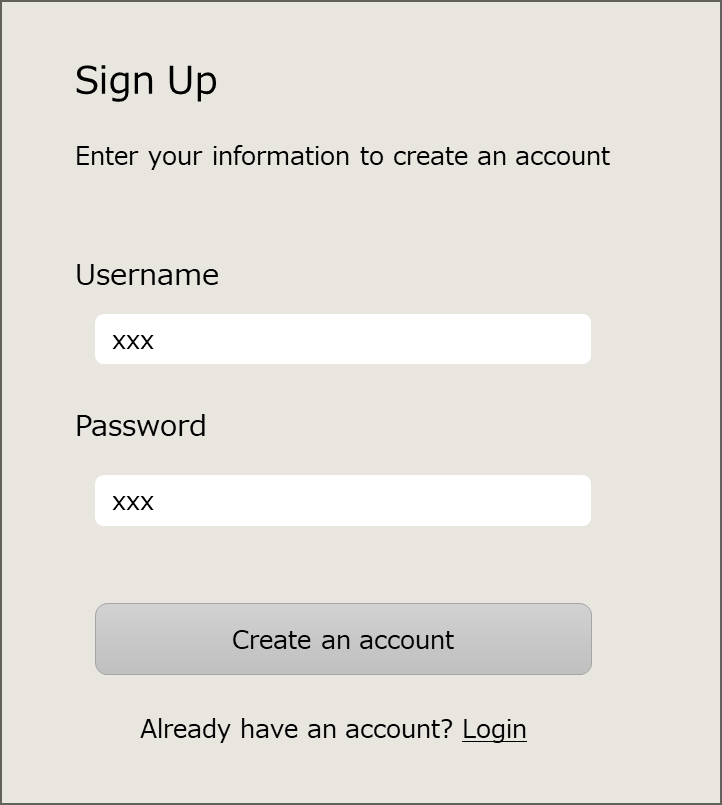 Sign Up
Enter your information to create an account
Username
xxx
Password
xxx
Create an account
Already have an account? Login